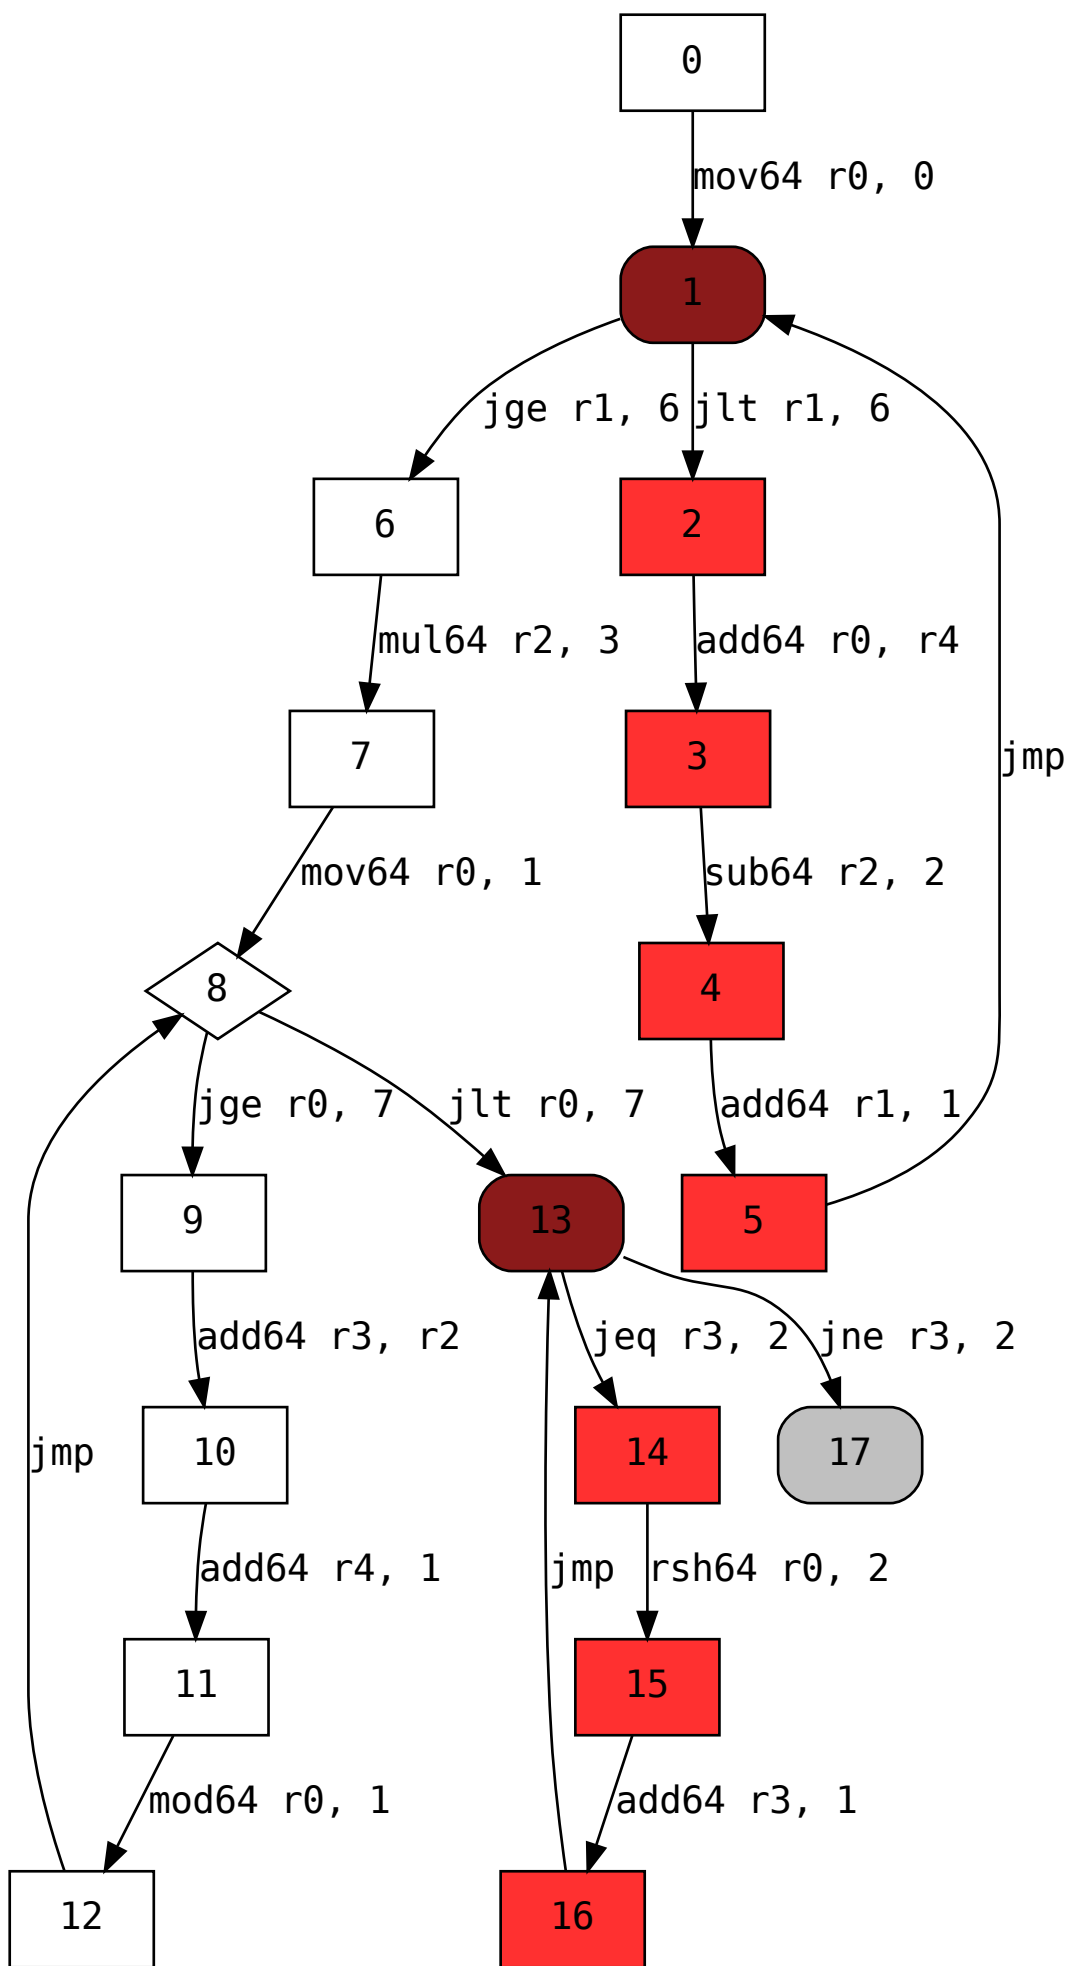 0
mov64 r0, 0
1
jge r1, 6
jlt r1, 6
6
2
mul64 r2, 3
add64 r0, r4
7
3
jmp
mov64 r0, 1
sub64 r2, 2
8
4
jge r0, 7
jlt r0, 7
add64 r1, 1
9
13
5
add64 r3, r2
jeq r3, 2
jne r3, 2
jmp
10
14
17
add64 r4, 1
jmp
rsh64 r0, 2
11
15
mod64 r0, 1
add64 r3, 1
12
16